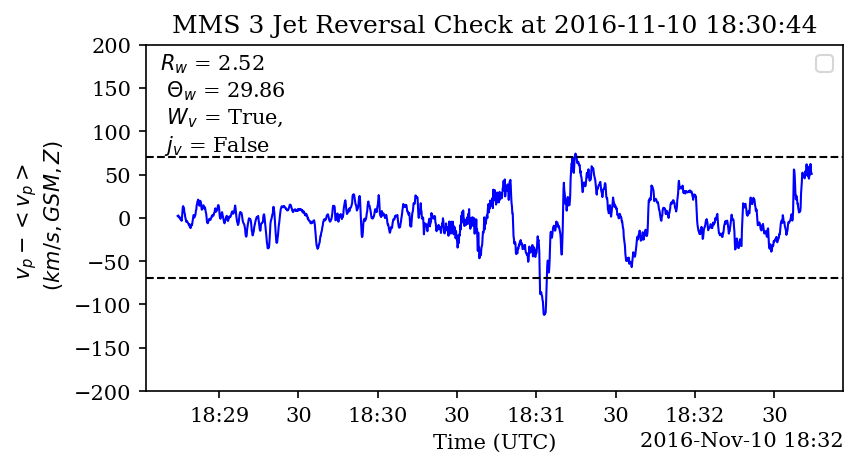 MMS 3 Jet Reversal Check at 2016-11-10 18:30:44
R_w = 2.52
Θ_w = 29.86
W_v = True,
j_v = False
v_p − < v_p >
(km/s, GSM, Z)
200
150
100
50
0
−50
−100
−150
−200
18:29 30 18:30 30 18:31 30 18:32 30
Time (UTC)
2016-Nov-10 18:32